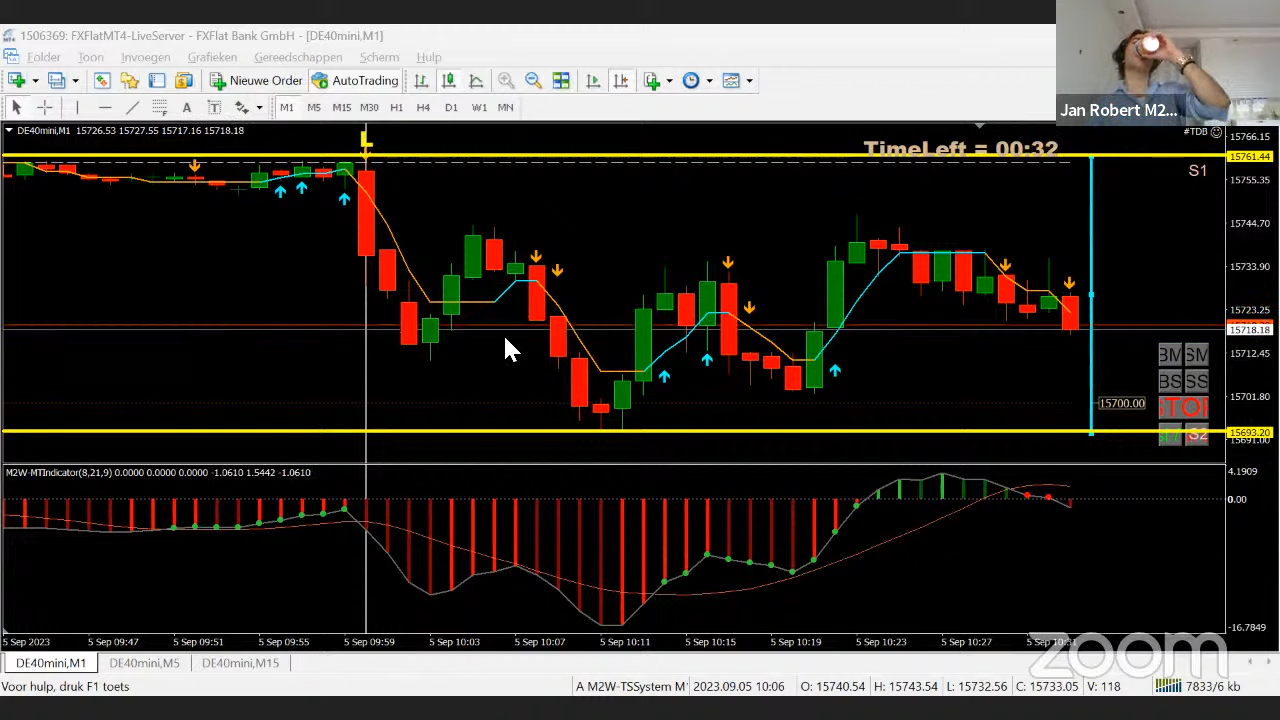 1506369: FXFlatMT4-LiveServer - FXFlat Bank GmbH - [DE40mini,M1]
Folder Toon Invoegen Grafieken Gereedschappen Scherm Hulp
Nieuwe Order AutoTrading
A T M1 M5 M15 M30 H1 H4 D1 W1 MN
Jan Robert M2...
DE40mini,M1 15726.53 15727.55 15717.16 15718.18
#TDB
TimeLeft = 00:32
L
S1
15766.15
15761.44
15755.35
15744.70
15733.90
15723.25
15718.18
15712.45
15701.80
15693.20
15691.00
BM SM
BS SS
15700.00
S2
M2W-MTIndicator(8,21,9) 0.0000 0.0000 0.0000 -1.0610 1.5442 -1.0610
4.1909
0.00
-16.7849
5 Sep 2023 5 Sep 09:47 5 Sep 09:51 5 Sep 09:55 5 Sep 09:59 5 Sep 10:03 5 Sep 10:07 5 Sep 10:11 5 Sep 10:15 5 Sep 10:19 5 Sep 10:23 5 Sep 10:27 5 Sep 10:31
zoom
DE40mini,M1 DE40mini,M5 DE40mini,M15
Voor hulp, druk F1 toets A M2W-TSSystem M 2023.09.05 10:06 O: 15740.54 H: 15743.54 L: 15732.56 C: 15733.05 V: 118 7833/6 kb